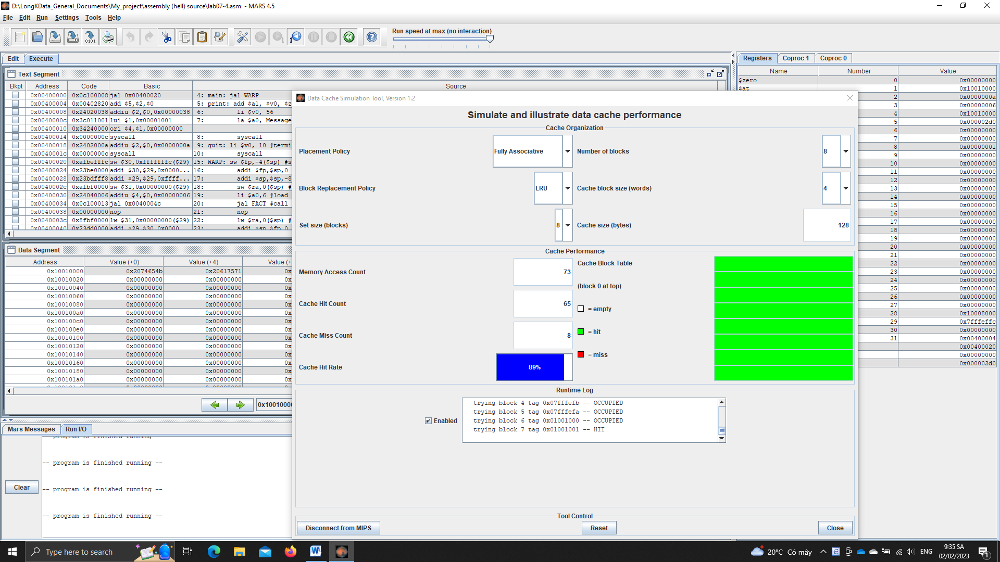 D:\LongKData_General_Documents\My_project\assembly (hell) source\lab07-4.asm - MARS 4.5
File Edit Run Settings Tools Help
Run speed at max (no interaction)
Edit Execute
Text Segment
Bkpt Address Code Basic Source
0x00400000 0x0c100008 jal 0x00400020 4: main: jal WARP
0x00400004 0x00402820 add $5,$2,$0 5: print: add $a1, $v0, $z
0x00400008 0x24020038 addiu $2,$0,0x00000038 6: li $v0, 56
0x0040000c 0x3c011001 lui $1,0x00001001 7: la $a0, Message
0x00400010 0x34240000 ori $4,$1,0x00000000
0x00400014 0x0000000c syscall 8: syscall
0x00400018 0x2402000a addiu $2,$0,0x0000000a 9: quit: li $v0, 10 #termi
0x0040001c 0x0000000c syscall 10: syscall
0x00400020 0xafbefffc sw $30,0xfffffffc($29) 15: WARP: sw $fp,-4($sp) #s
0x00400024 0x23be0000 addi $30,$29,0x0000... 16: addi $fp,$sp,0
0x00400028 0x23bdfff8 addi $29,$29,0xffff... 17: addi $sp,$sp,-8
0x0040002c 0xafbf0000 sw $31,0x00000000($29) 18: sw $ra,0($sp) #
0x00400030 0x24040006 addiu $4,$0,0x00000006 19: li $a0,6 #load
0x00400034 0x0c100013 jal 0x0040004c 20: jal FACT #call
0x00400038 0x00000000 nop 21: nop
0x0040003c 0x8fbf0000 lw $31,0x00000000($29) 22: lw $ra,0($sp) #
0x00400040 0x23dd0000 addi $29,$30,0x0000 23: addi $sp,$fp,0
Data Segment
Address Value (+0) Value (+4) Value (+
0x10010000 0x2074654b 0x20617571 0x
0x10010020 0x00000000 0x00000000 0x
0x10010040 0x00000000 0x00000000 0x
0x10010060 0x00000000 0x00000000 0x
0x10010080 0x00000000 0x00000000 0x
0x100100a0 0x00000000 0x00000000 0x
0x100100c0 0x00000000 0x00000000 0x
0x100100e0 0x00000000 0x00000000 0x
0x10010100 0x00000000 0x00000000 0x
0x10010120 0x00000000 0x00000000 0x
0x10010140 0x00000000 0x00000000 0x
0x10010160 0x00000000 0x00000000 0x
0x10010180 0x00000000 0x00000000 0x
0x100101a0 0x00000000 0x00000000 0x
0x10010000
Mars Messages Run I/O
-- program is finished running
-- program is finished running --
-- program is finished running --
-- program is finished running --
Clear
Data Cache Simulation Tool, Version 1.2
Simulate and illustrate data cache performance
Cache Organization
Placement Policy Fully Associative Number of blocks 8
Block Replacement Policy LRU Cache block size (words) 4
Set size (blocks) 8 Cache size (bytes) 128
Cache Performance
Memory Access Count 73 Cache Block Table
(block 0 at top)
Cache Hit Count 65 = empty
= hit
Cache Miss Count 8
= miss
Cache Hit Rate 89%
Runtime Log
Enabled
trying block 4 tag 0x07fffefb -- OCCUPIED
trying block 5 tag 0x07fffefa -- OCCUPIED
trying block 6 tag 0x01001000 -- OCCUPIED
trying block 7 tag 0x01001001 -- HIT
Tool Control
Disconnect from MIPS Reset Close
Registers Coproc 1 Coproc 0
Name Number Value
$zero 0 0x00000000
$at 1 0x10010000
2 0x0000000a
3 0x00000006
4 0x10010000
5 0x000002d0
6 0x00000000
7 0x00000000
8 0x00000001
9 0x00000000
10 0x00000000
11 0x00000000
12 0x00000000
13 0x00000000
14 0x00000000
15 0x00000000
16 0x00000000
17 0x00000000
18 0x00000000
19 0x00000000
20 0x00000000
21 0x00000000
22 0x00000000
23 0x00000000
24 0x00000000
25 0x00000000
26 0x00000000
27 0x00000000
28 0x10008000
29 0x7fffeffc
30 0x00000000
31 0x00400004
0x00400020
0x00000000
0x000002d0
Type here to search
20°C Có mây
ENG
9:35 SA
02/02/2023
1